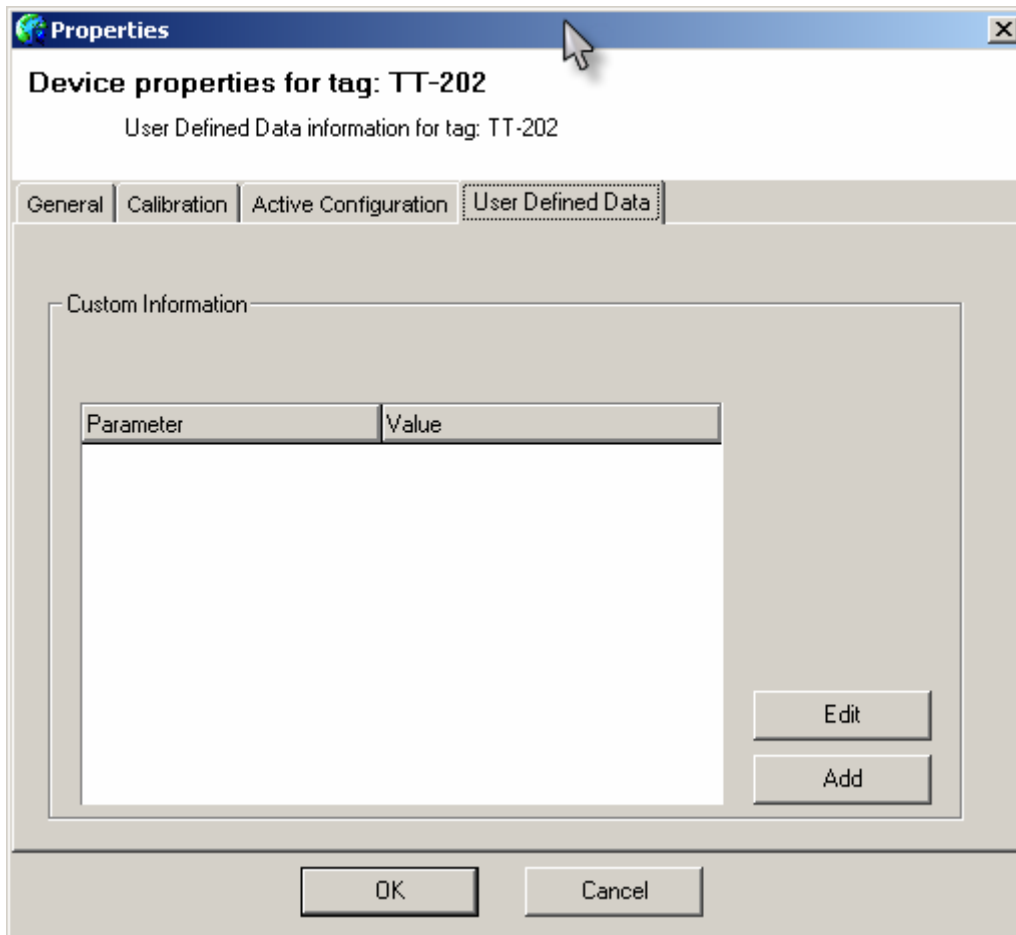 Properties
Device properties for tag: TT-202
User Defined Data information for tag: TT-202
General Calibration Active Configuration User Defined Data
Custom Information
Parameter Value
Edit
Add
OK Cancel